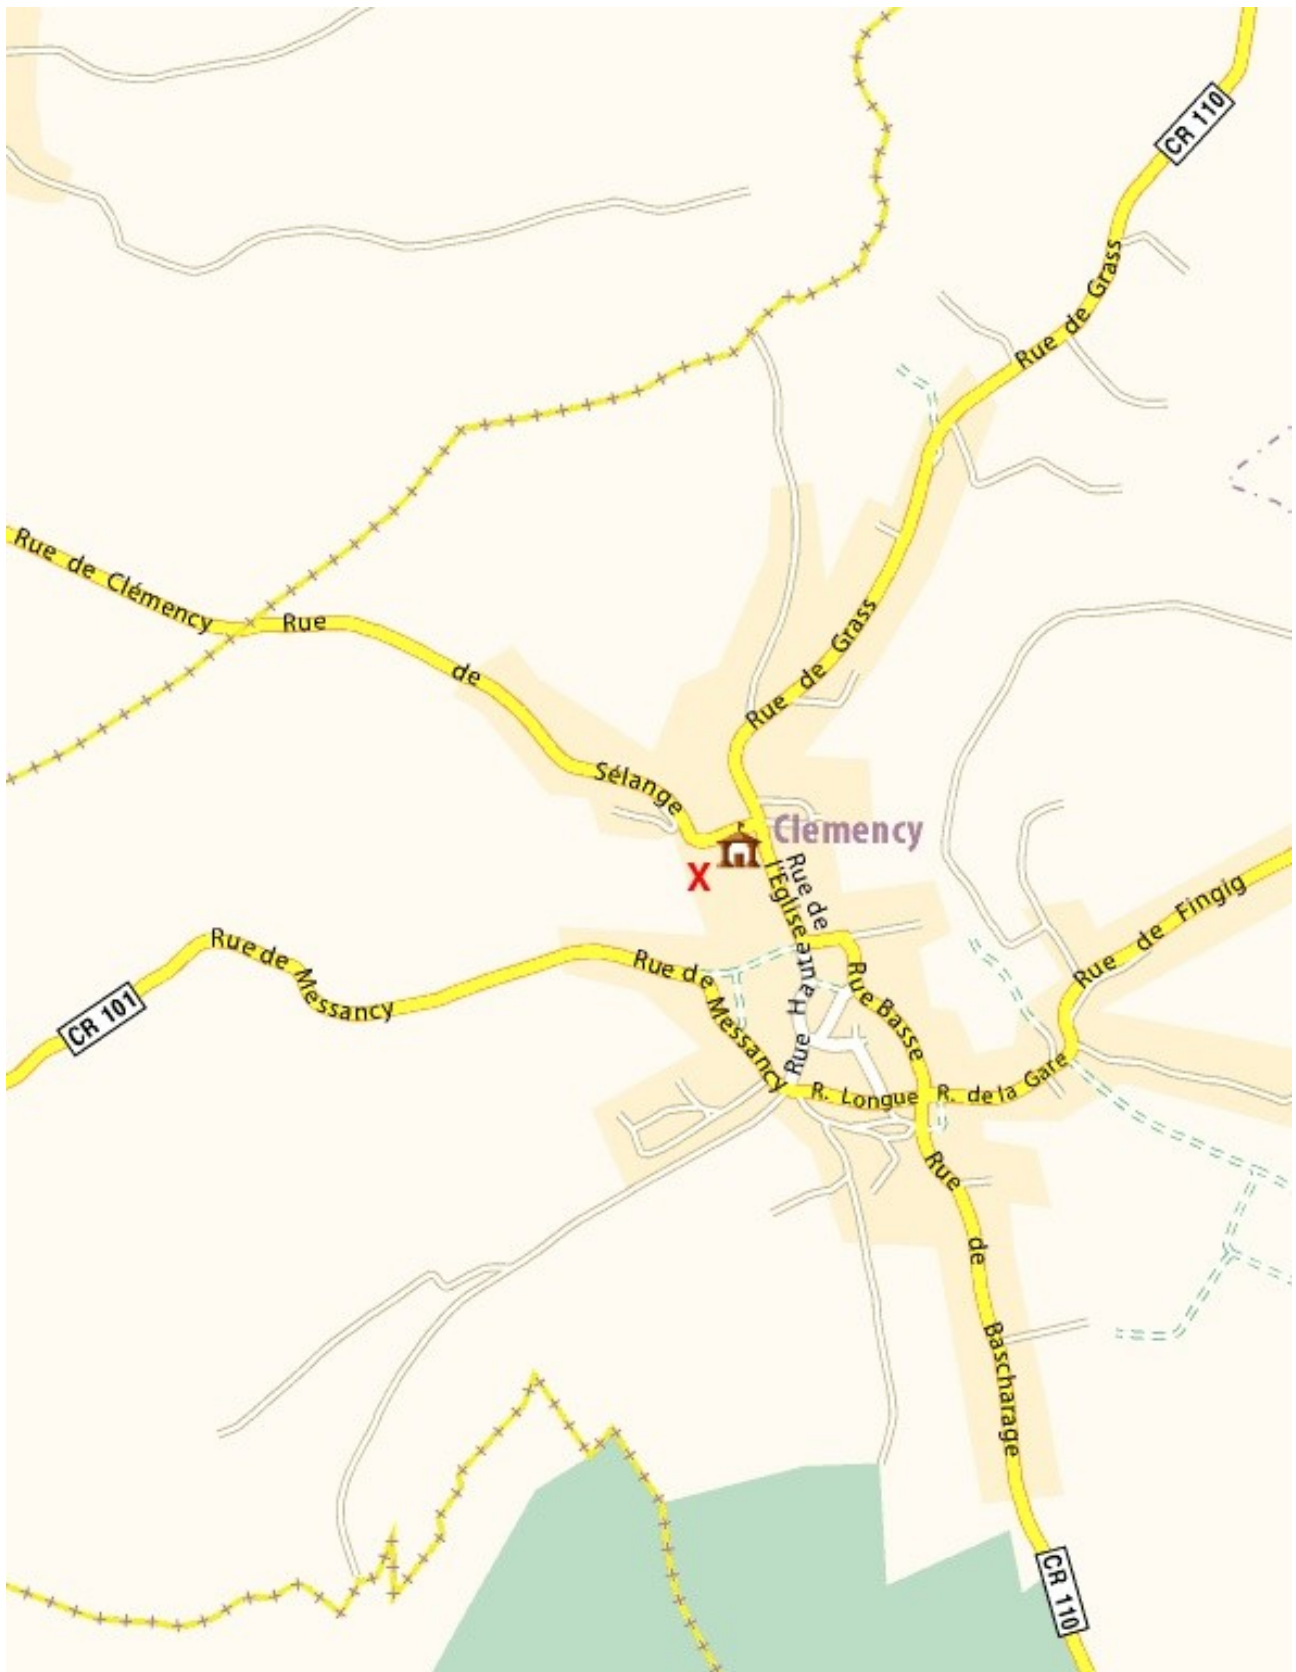 CR 110
Rue de Grass
Rue de Clémency
Rue de Sélange
Rue de Grass
Clemency
X
Rue de l'Eglise
Rue de Fingig
Rue de Messancy
Rue de Messancy
CR 101
Rue Haute
Rue Basse
R. Longue
R. de la Gare
Rue de Bascharage
CR 110